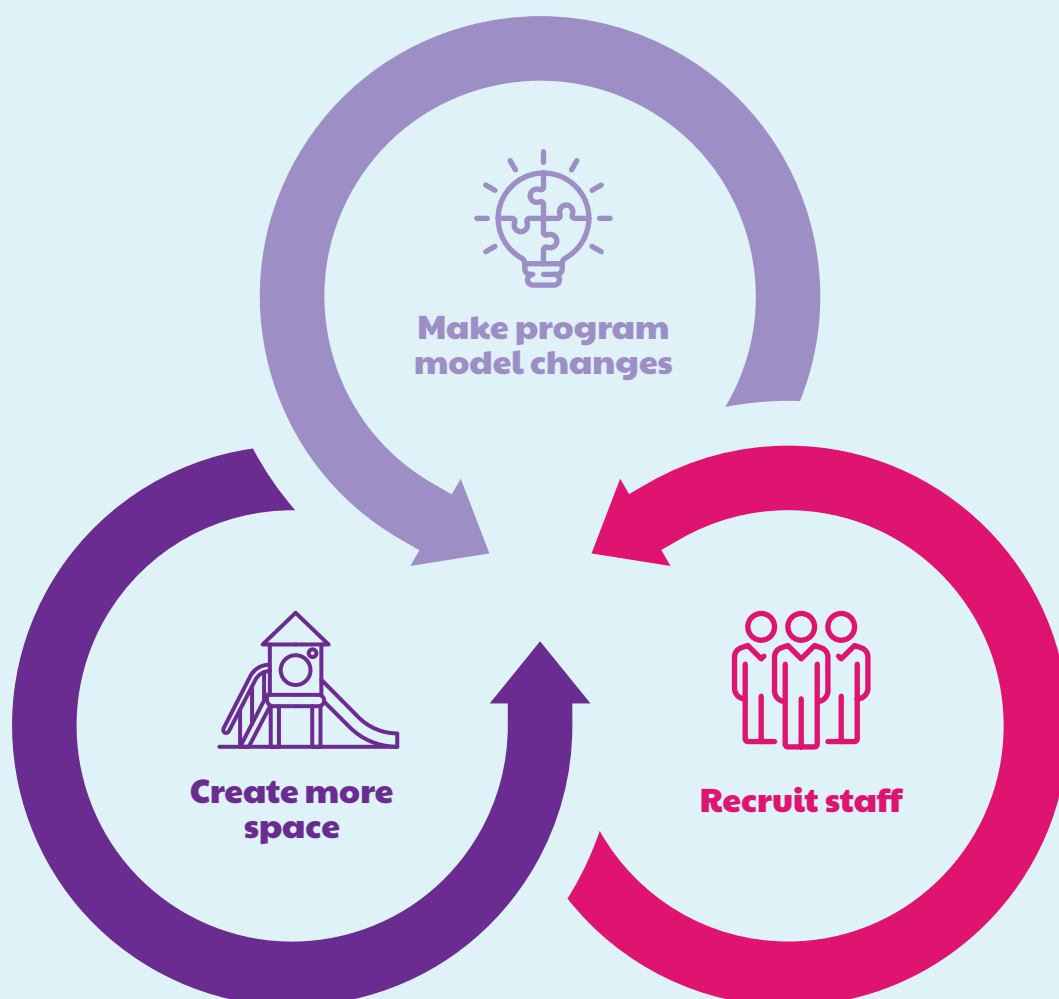 Make program
model changes
Create more
space
Recruit staff